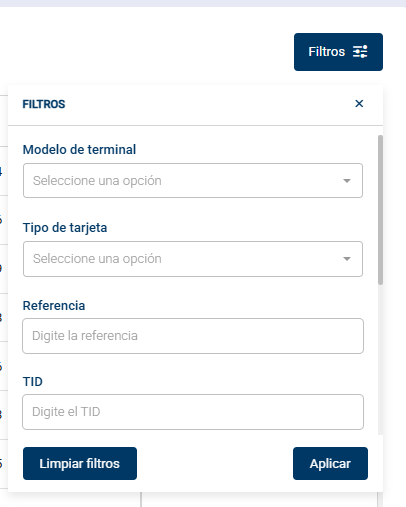 Filtros
FILTROS
Modelo de terminal
Seleccione una opción
Tipo de tarjeta
Seleccione una opción
Referencia
Digite la referencia
TID
Digite el TID
Limpiar filtros
Aplicar